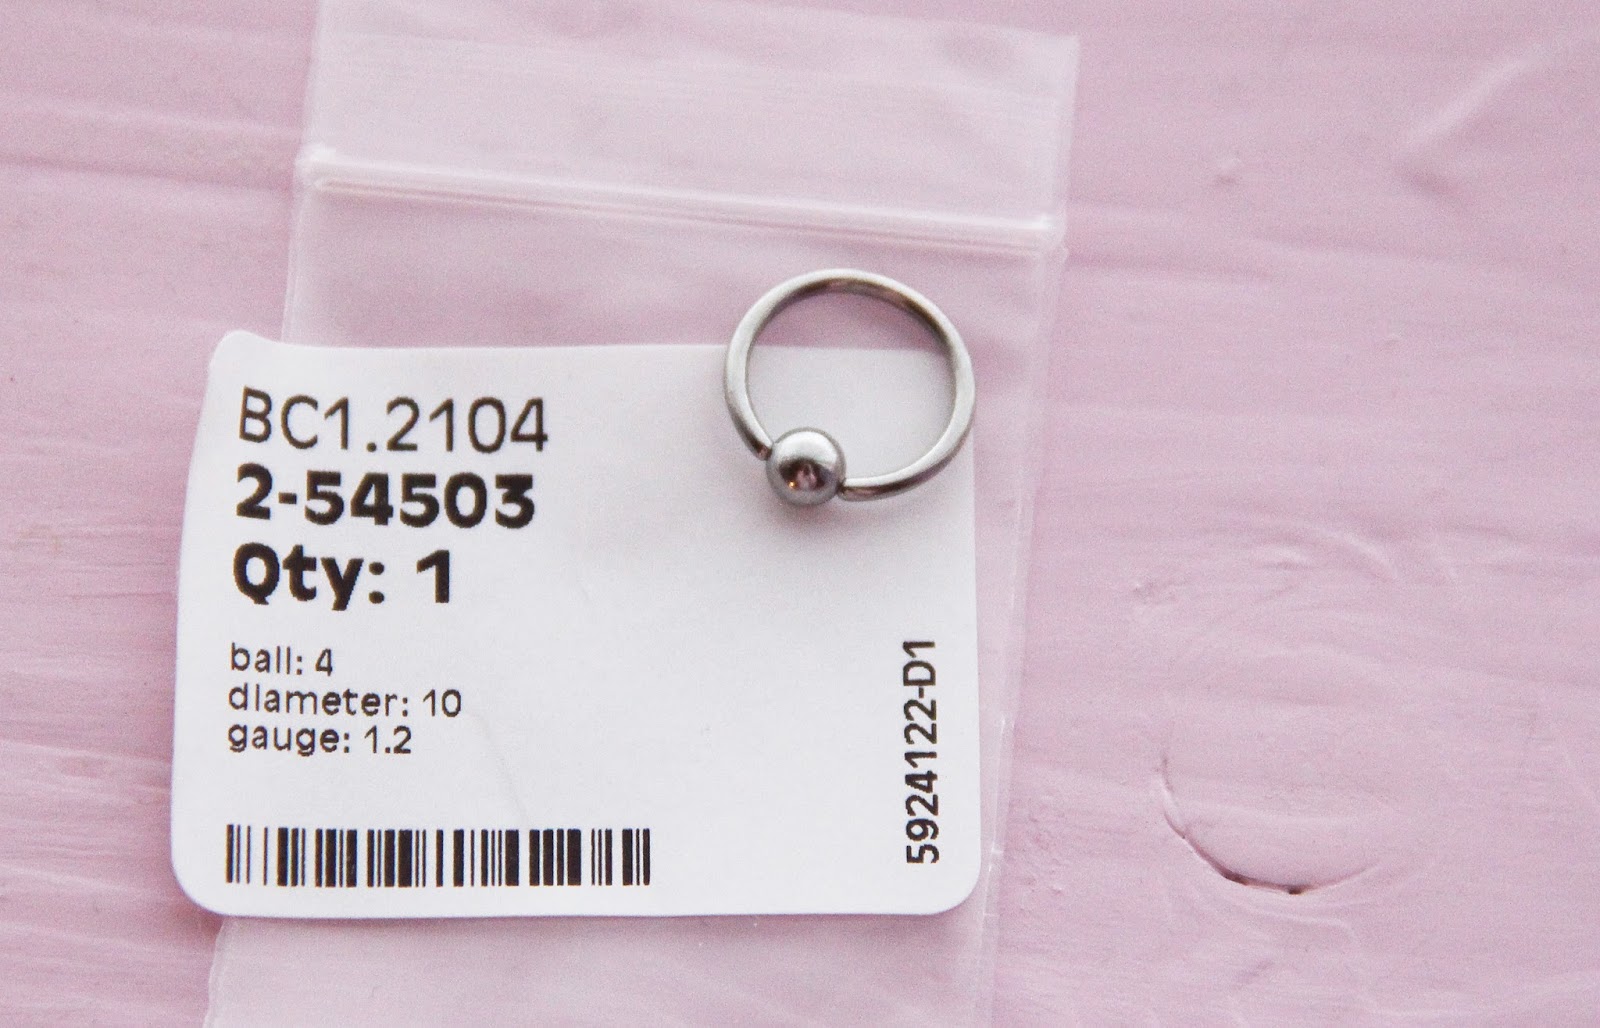 BC1.2104
2-54503
Qty: 1
ball: 4
diameter: 10
gauge: 1.2
5924122-D1